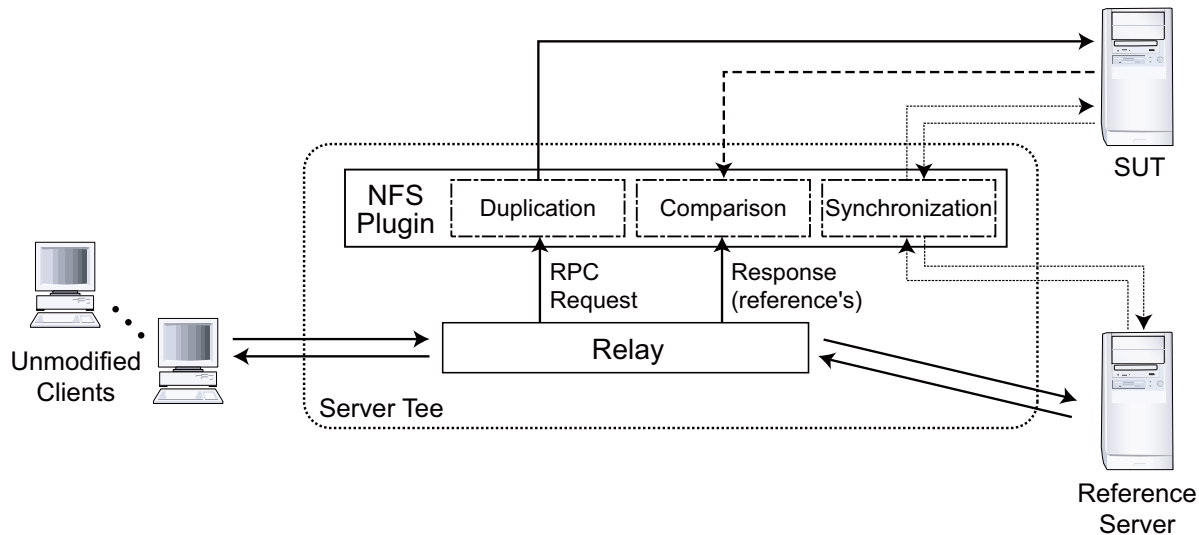 SUT
NFS
Plugin
Duplication
Comparison
Synchronization
RPC
Request
Response
(reference's)
Relay
Unmodified
Clients
Server Tee
Reference
Server